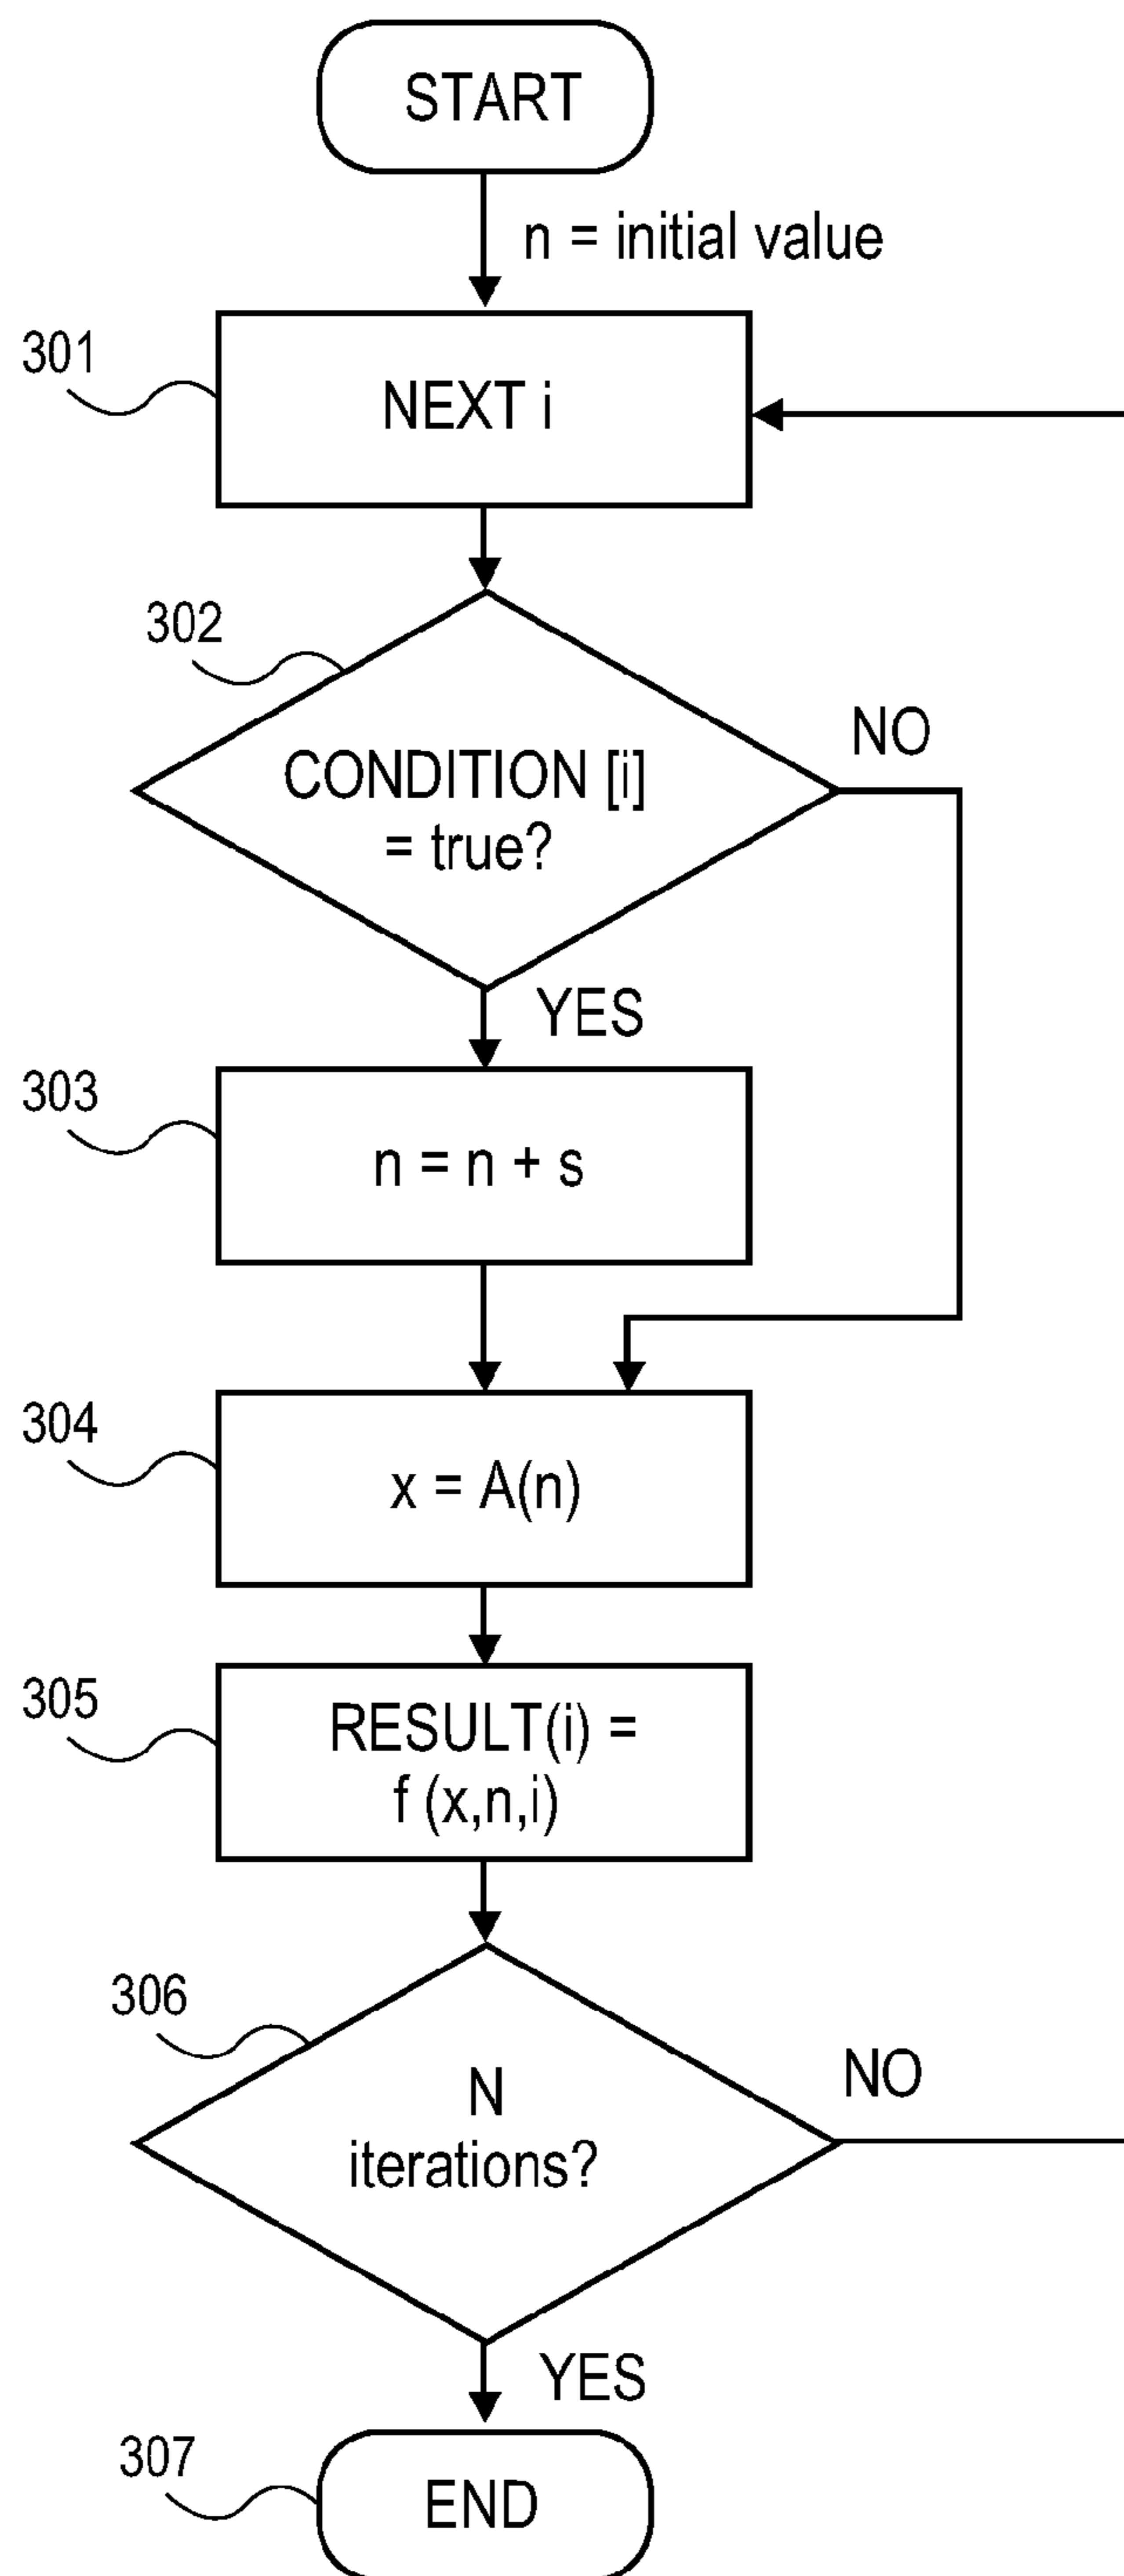 START
n = initial value
301
NEXT i
302
NO
CONDITION [i]
= true?
YES
303
n = n + s
304
x = A(n)
305
RESULT(i) =
f (x,n,i)
306
NO
N
iterations?
YES
307
END